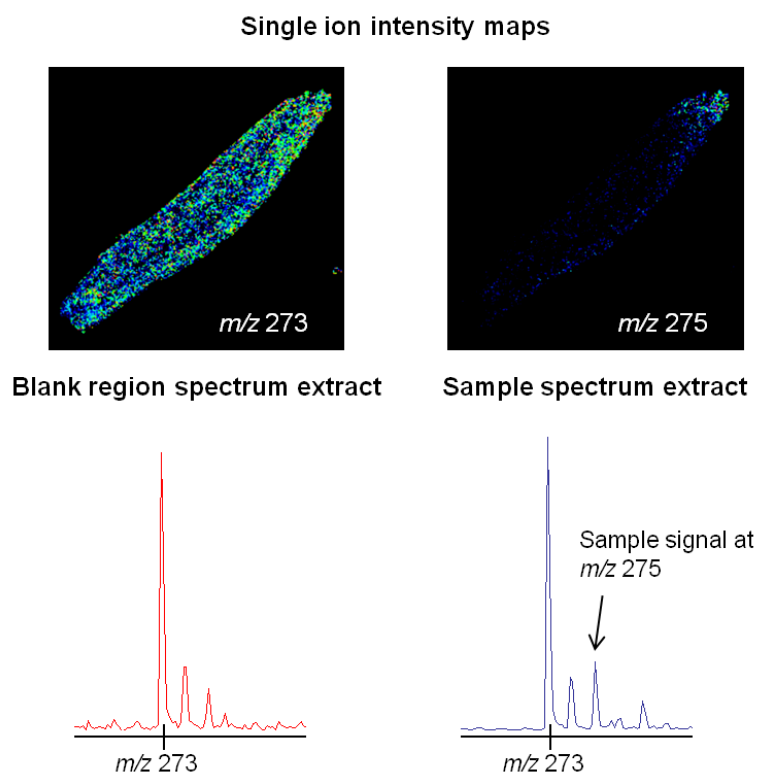 Single ion intensity maps
m/z 273
m/z 275
Blank region spectrum extract
Sample spectrum extract
Sample signal at
m/z 275
m/z 273
m/z 273